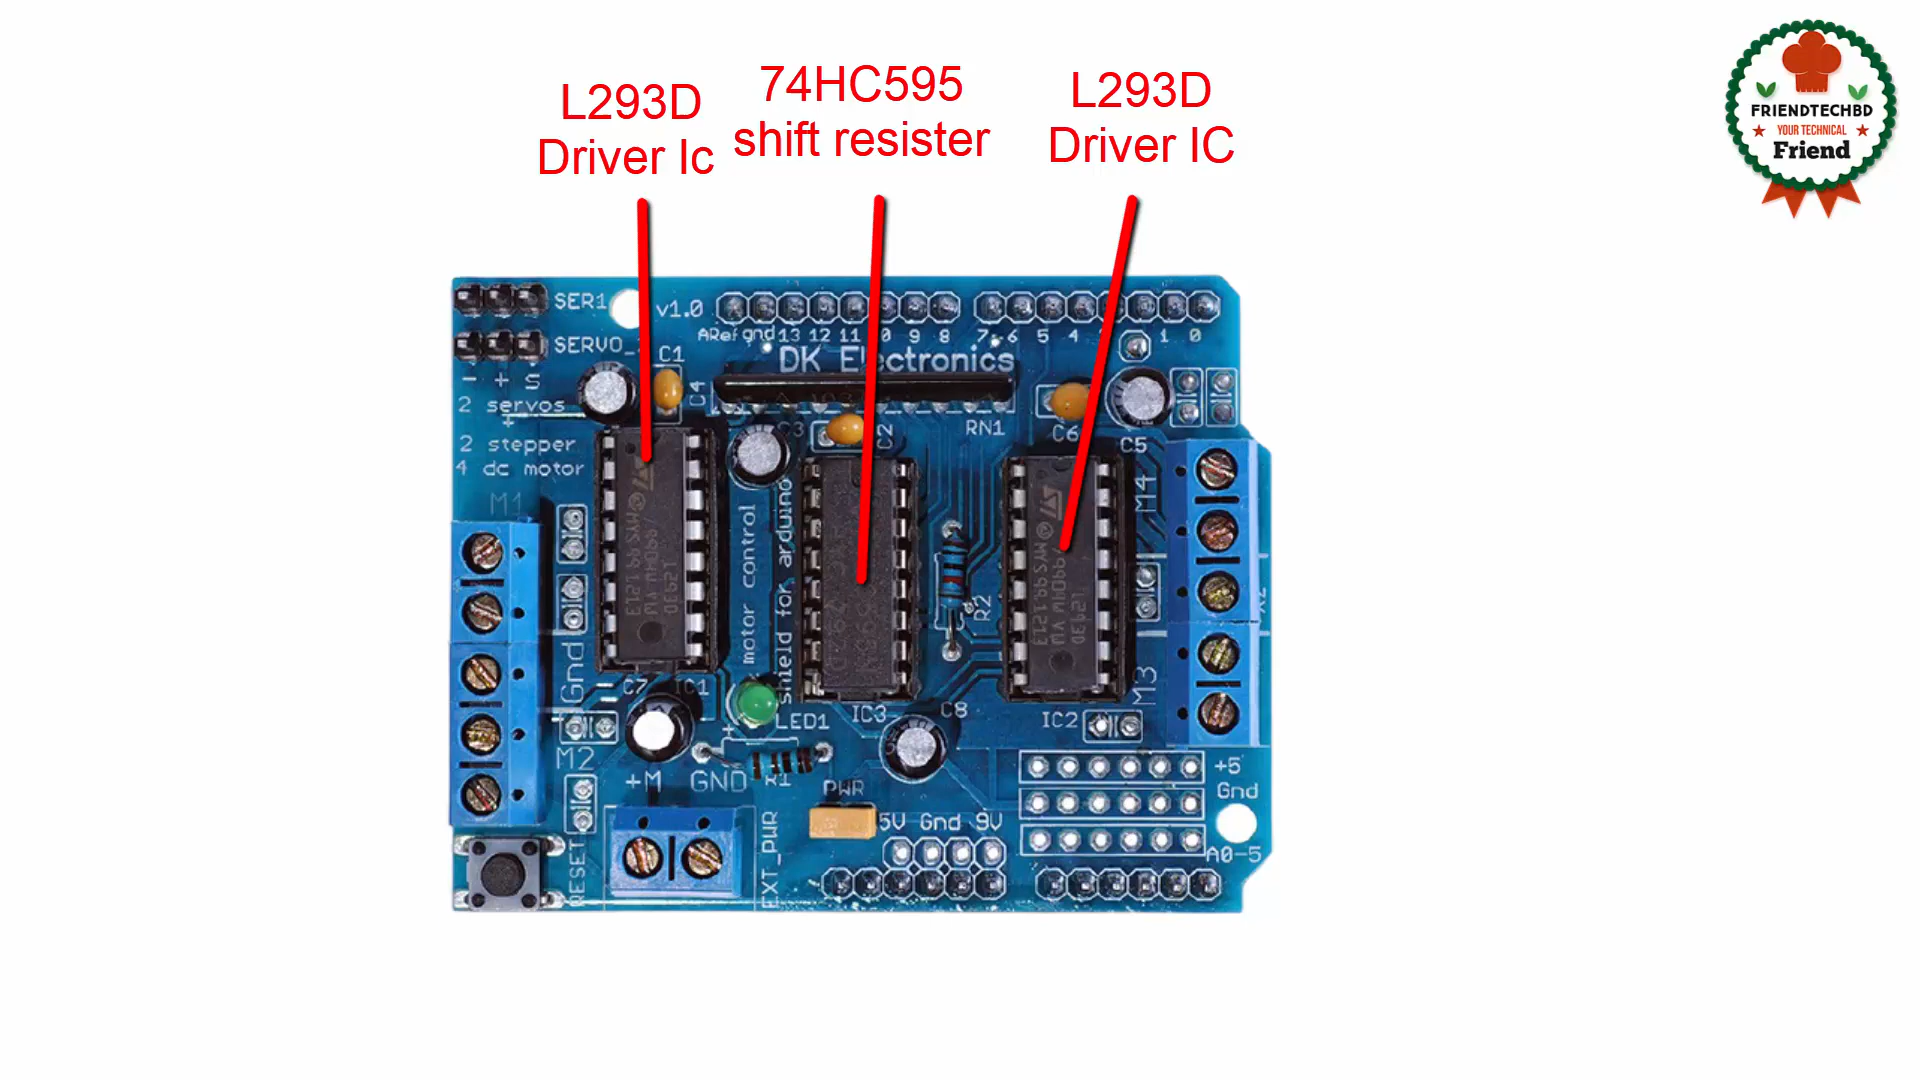 L293D
Driver Ic
74HC595
shift resister
L293D
Driver IC
FRIENDTECHBD
YOUR TECHNICAL
Friend
SER1
v1.0
ARef gnd 13 12 11 0 9 8
7 6 5 4 1 0
SERVO_
DK Electronics
- + S
C1
C4
2 servos
+
2 stepper
4 dc motor
C3
C2
RN1
C6
C5
M1
M4
motor control
shield for arduino
R2
Gnd
C7
IC1
LED1
IC3
C8
IC2
M3
X2
M2
+M
GND
R1
PWR
+5
Gnd
5V Gnd 9V
A0-5
RESET
EXT_PWR